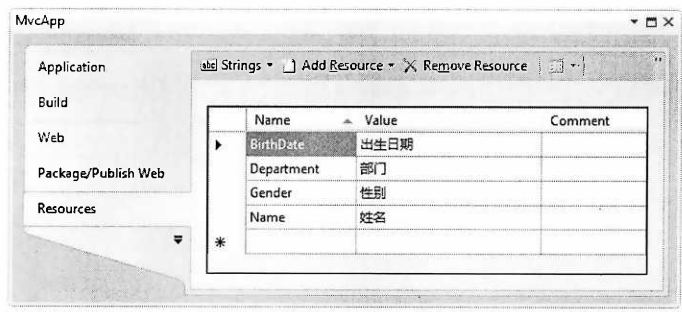 MvcApp
Application
Build
Web
Package/Publish Web
Resources
abc Strings Add Resource Remove Resource
Name Value Comment
BirthDate 出生日期
Department 部门
Gender 性别
Name 姓名